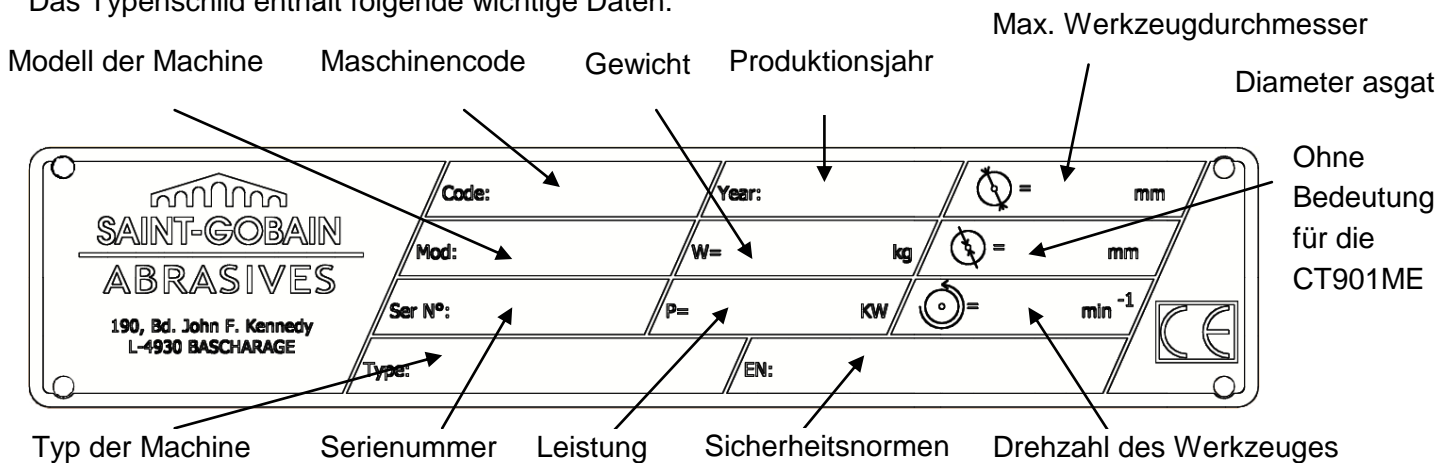 Das Typenschild enthält folgende wichtige Daten:
Max. Werkzeugdurchmesser
Modell der Machine
Maschinencode
Gewicht
Produktionsjahr
Diameter asgat
Ohne
Bedeutung
für die
CT901ME
SAINT-GOBAIN
ABRASIVES
190, Bd. John F. Kennedy
L-4930 BASCHARAGE
Code:
Year:
= mm
Mod:
W= kg
= mm
Ser N°:
P= KW
= min -1
Type:
EN:
CE
Typ der Machine
Serienummer
Leistung
Sicherheitsnormen
Drehzahl des Werkzeuges